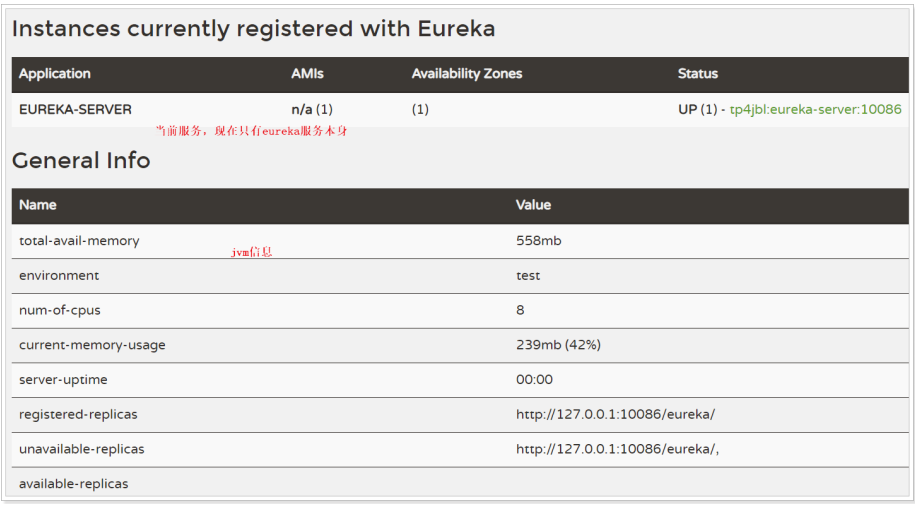 Instances currently registered with Eureka
Application AMIs Availability Zones Status
EUREKA-SERVER n/a (1) (1) UP (1) - tp4jbl:eureka-server:10086
当前服务，现在只有eureka服务本身
General Info
Name Value
total-avail-memory 558mb
jvm信息
environment test
num-of-cpus 8
current-memory-usage 239mb (42%)
server-uptime 00:00
registered-replicas http://127.0.0.1:10086/eureka/
unavailable-replicas http://127.0.0.1:10086/eureka/,
available-replicas